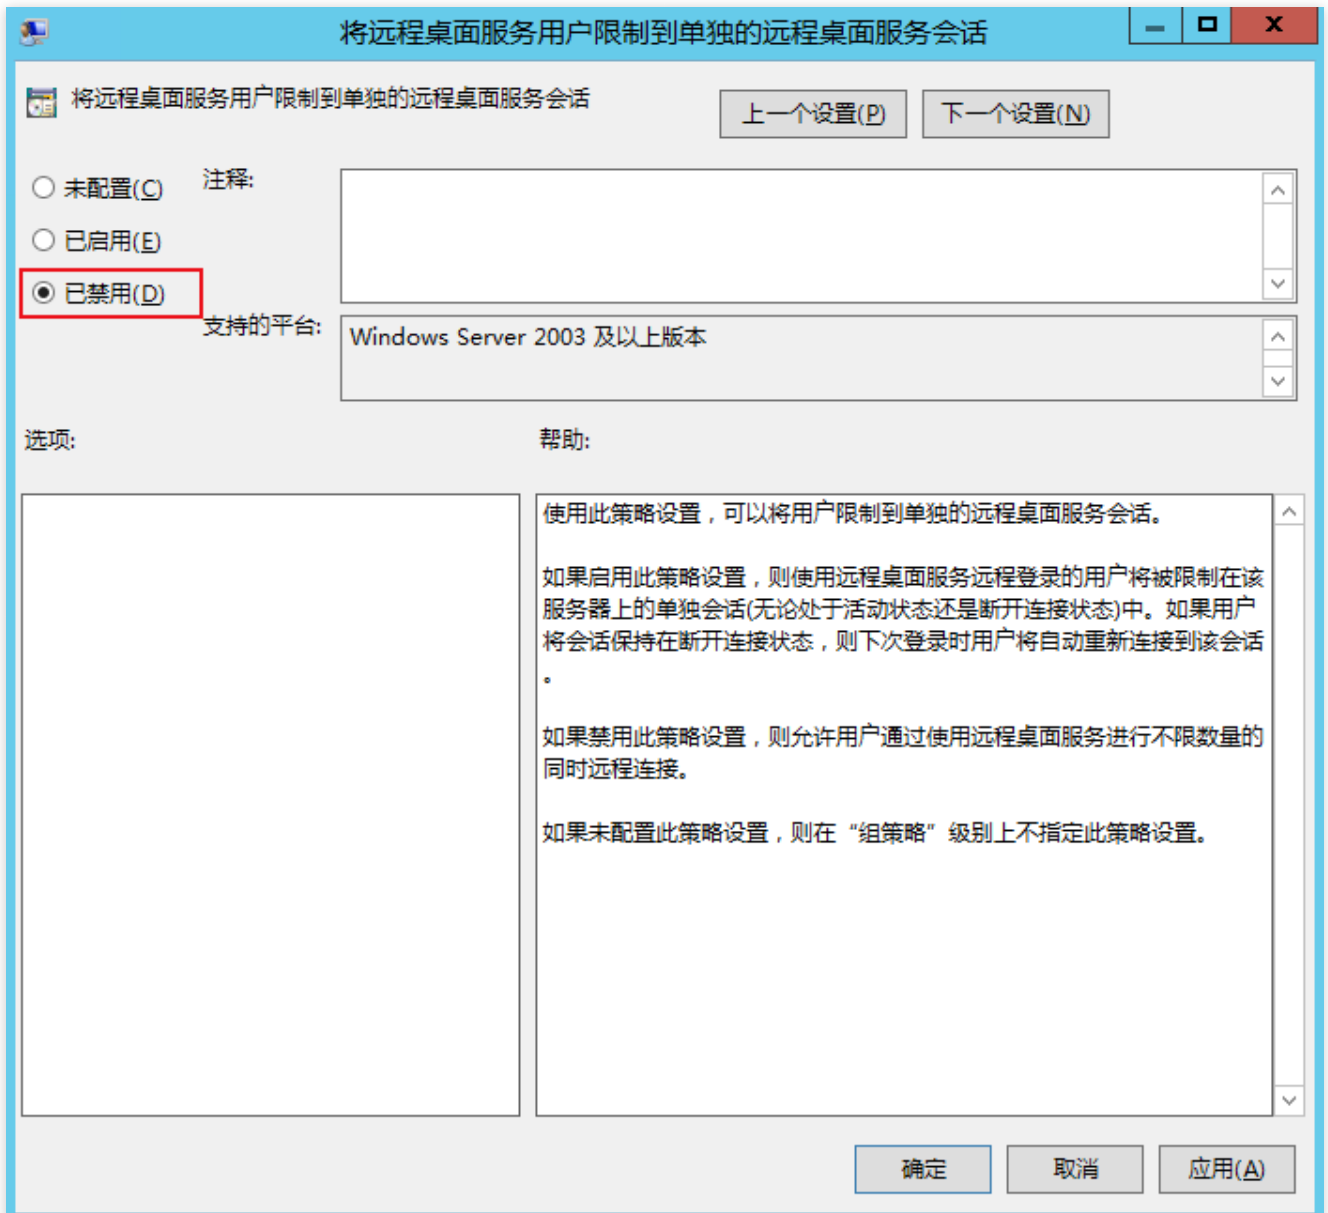 将远程桌面服务用户限制到单独的远程桌面服务会话
将远程桌面服务用户限制到单独的远程桌面服务会话
上一个设置(P)
下一个设置(N)
未配置(C)
注释:
已启用(E)
已禁用(D)
支持的平台:
Windows Server 2003 及以上版本
选项:
帮助:
使用此策略设置，可以将用户限制到单独的远程桌面服务会话。
如果启用此策略设置，则使用远程桌面服务远程登录的用户将被限制在该
服务器上的单独会话(无论处于活动状态还是断开连接状态)中。如果用户
将会话保持在断开连接状态，则下次登录时用户将自动重新连接到该会话
。
如果禁用此策略设置，则允许用户通过使用远程桌面服务进行不限数量的
同时远程连接。
如果未配置此策略设置，则在“组策略”级别上不指定此策略设置。
确定
取消
应用(A)